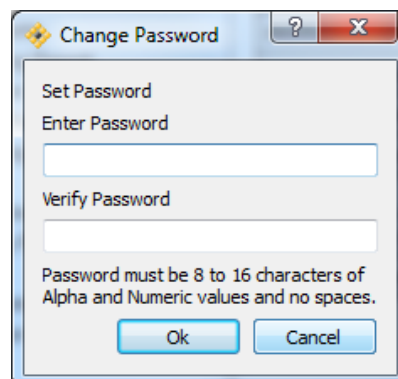 Change Password
?
X
Set Password
Enter Password
Verify Password
Password must be 8 to 16 characters of
Alpha and Numeric values and no spaces.
Ok Cancel